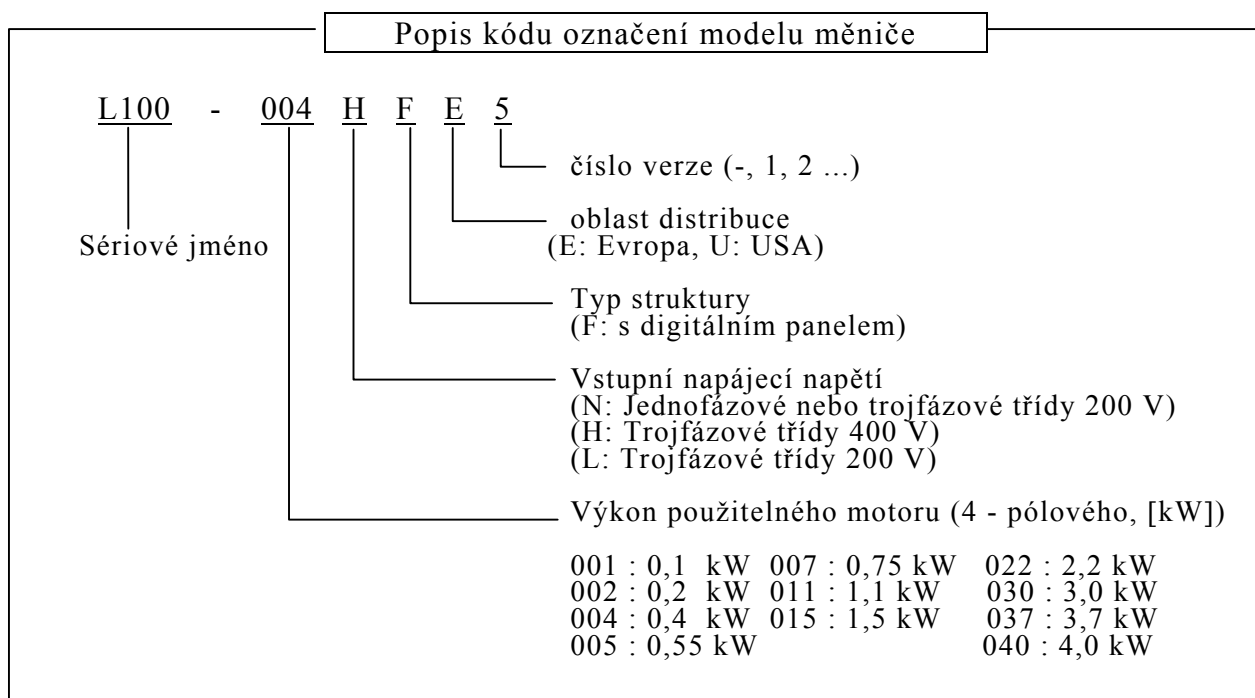 Popis kódu označení modelu měniče
L100 - 004 H F E 5
číslo verze (-, 1, 2 ...)
oblast distribuce
(E: Evropa, U: USA)
Sériové jméno
Typ struktury
(F: s digitálním panelem)
Vstupní napájecí napětí
(N: Jednofázové nebo trojfázové třídy 200 V)
(H: Trojfázové třídy 400 V)
(L: Trojfázové třídy 200 V)
Výkon použitelného motoru (4 - pólového, [kW])
001 : 0,1 kW 007 : 0,75 kW 022 : 2,2 kW
002 : 0,2 kW 011 : 1,1 kW 030 : 3,0 kW
004 : 0,4 kW 015 : 1,5 kW 037 : 3,7 kW
005 : 0,55 kW 040 : 4,0 kW